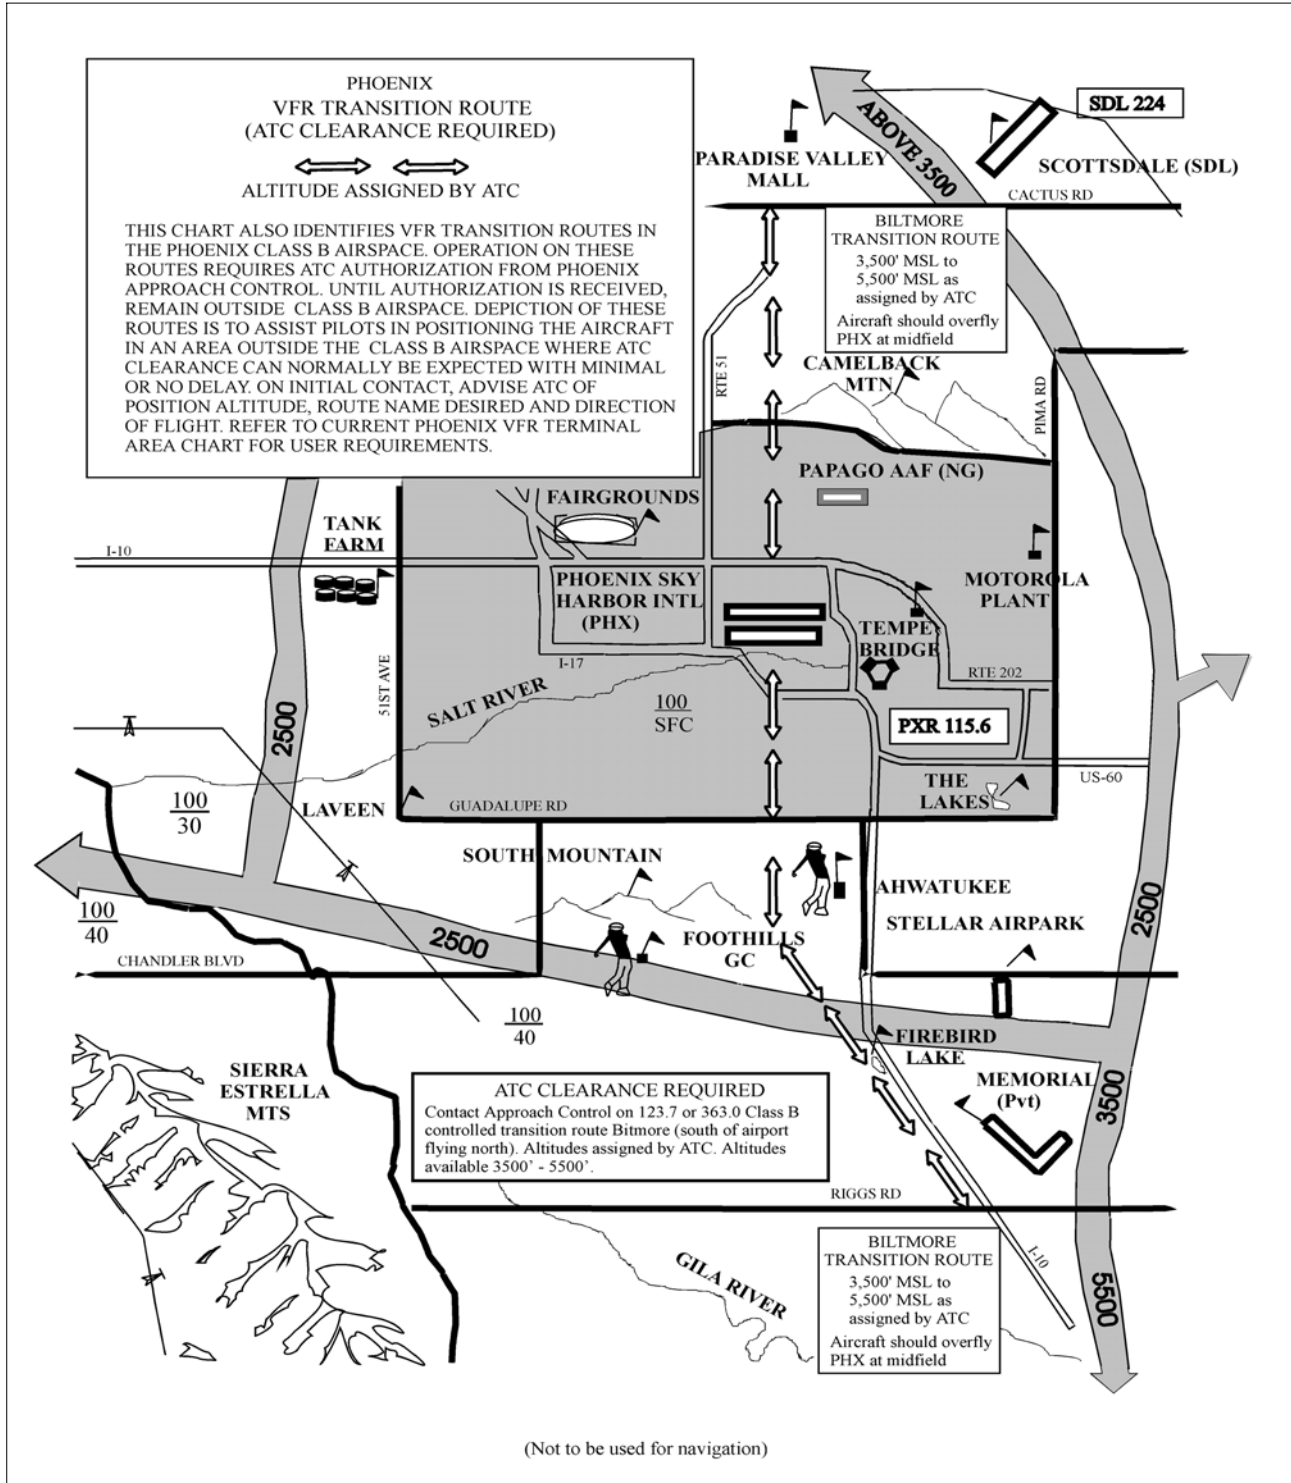 PHOENIX
VFR TRANSITION ROUTE
(ATC CLEARANCE REQUIRED)
ALTITUDE ASSIGNED BY ATC
THIS CHART ALSO IDENTIFIES VFR TRANSITION ROUTES IN
THE PHOENIX CLASS B AIRSPACE. OPERATION ON THESE
ROUTES REQUIRES ATC AUTHORIZATION FROM PHOENIX
APPROACH CONTROL. UNTIL AUTHORIZATION IS RECEIVED,
REMAIN OUTSIDE CLASS B AIRSPACE. DEPICTION OF THESE
ROUTES IS TO ASSIST PILOTS IN POSITIONING THE AIRCRAFT
IN AN AREA OUTSIDE THE CLASS B AIRSPACE WHERE ATC
CLEARANCE CAN NORMALLY BE EXPECTED WITH MINIMAL
OR NO DELAY. ON INITIAL CONTACT, ADVISE ATC OF
POSITION ALTITUDE, ROUTE NAME DESIRED AND DIRECTION
OF FLIGHT. REFER TO CURRENT PHOENIX VFR TERMINAL
AREA CHART FOR USER REQUIREMENTS.
SDL 224
ABOVE 3500
PARADISE VALLEY
MALL
SCOTTSDALE (SDL)
CACTUS RD
BILTMORE
TRANSITION ROUTE
3,500' MSL to
5,500' MSL as
assigned by ATC
Aircraft should overfly
PHX at midfield
RTE 51
CAMELBACK
MTN
PIMA RD
PAPAGO AAF (NG)
FAIRGROUNDS
TANK
FARM
I-10
PHOENIX SKY
HARBOR INTL
(PHX)
MOTOROLA
PLANT
TEMPE
BRIDGE
I-17
RTE 202
51ST AVE
SALT RIVER
100
SFC
PXR 115.6
2500
US-60
THE
LAKES
100
30
LAVEEN
GUADALUPE RD
SOUTH MOUNTAIN
AHWATUKEE
STELLAR AIRPARK
2500
100
40
2500
FOOTHILLS
GC
CHANDLER BLVD
100
40
FIREBIRD
LAKE
SIERRA
ESTRELLA
MTS
MEMORIAL
(Pvt)
3500
ATC CLEARANCE REQUIRED
Contact Approach Control on 123.7 or 363.0 Class B
controlled transition route Bitmore (south of airport
flying north). Altitudes assigned by ATC. Altitudes
available 3500' - 5500'.
RIGGS RD
GILA RIVER
BILTMORE
TRANSITION ROUTE
3,500' MSL to
5,500' MSL as
assigned by ATC
Aircraft should overfly
PHX at midfield
I-10
5500
(Not to be used for navigation)